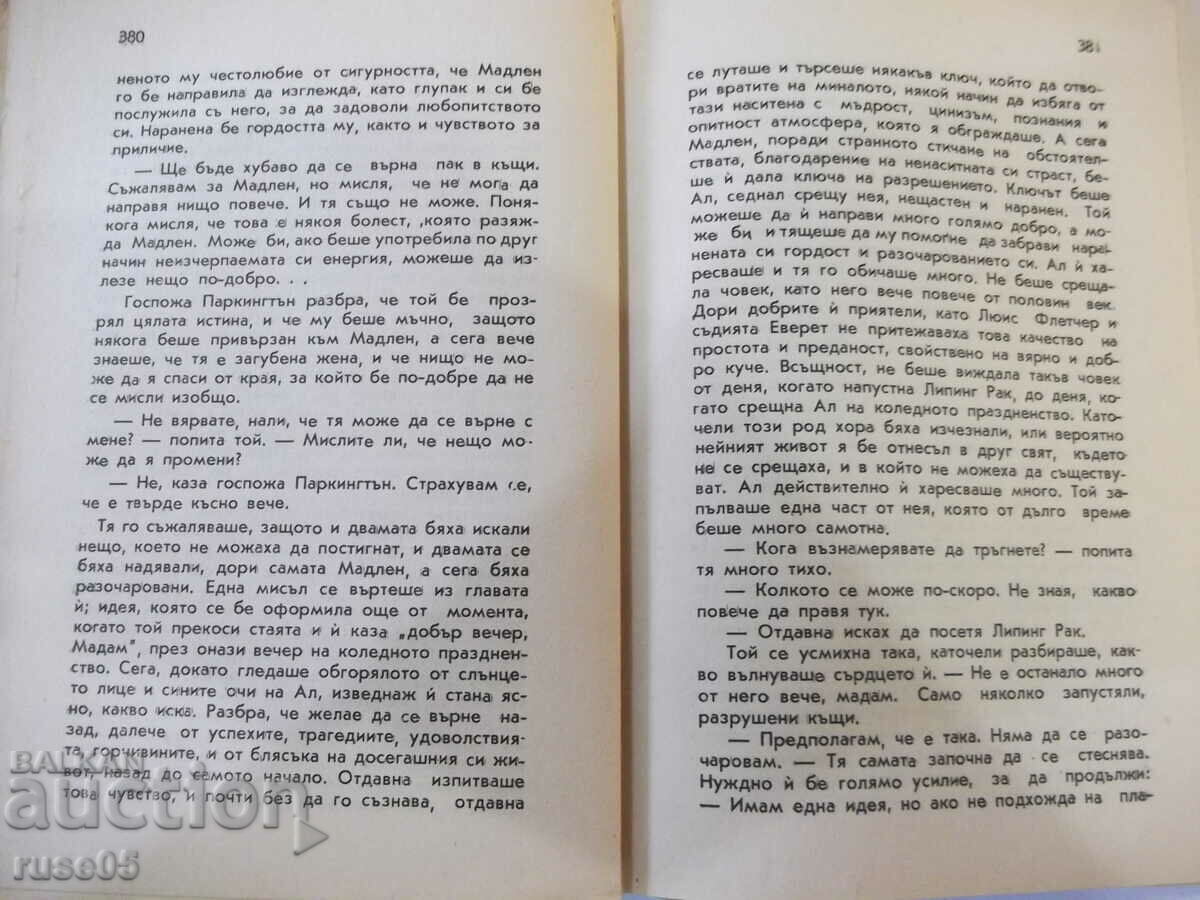 380
неното му честолюбие от сигурността, че Мадлен
го бе направила да изглежда, като глупак и си бе
послужила съ него, за да задоволи любопитството
си. Наранена бе гордостта му, както и чувството за
приличие.
— Ще бъде хубаво да се върна пак в къщи.
Съжалявам за Мадлен, но мисля, че не мога да
направя нищо повече. И тя също не може. Поня-
кога мисля, че това е някоя болест, която разяж-
да Мадлен. Може би, ако беше употребила по друг
начин неизчерпаемата си енергия, можеше да из-
лезе нещо по-добро. . .
Госпожа Паркингтън разбра, че той бе проз-
рял цялата истина, и че му беше мъчно, защото
някога беше привързан към Мадлен, а сега вече
знаеше, че тя е загубена жена, и че нищо не мо-
же да я спаси от края, за който бе по-добре да не
се мисли изобщо.
— Не вярвате, нали, че тя може да се върне с
мене? — попита той. — Мислите ли, че нещо мо-
же да я промени?
— Не, каза госпожа Паркингтън. Страхувам се,
че е твърде късно вече.
Тя го съжаляваше, защото и двамата бяха искали
нещо, което не можаха да постигнат, и двамата се
бяха надявали, дори самата Мадлен, а сега бяха
разочаровани. Една мисъл се въртеше из главата
ѝ; идея, която се бе оформила още от момента,
когато той прекоси стаята и ѝ каза „добър вечер,
Мадам", през онази вечер на коледното празднен-
ство. Сега, докато гледаше обгорялото от слънце-
то лице и сините очи на Ал, изведнаж ѝ стана яс-
но, какво иска. Разбра, че желае да се върне на-
зад, далече от успехите, трагедиите, удоволствия-
та, горчивините, и от блясъка на досегашния си жи-
вот, назад до самото начало. Отдавна изпитваше
това чувство, и почти без да го съзнава, отдавна
381
се луташе и търсеше някакъв ключ, който да отво-
ри вратите на миналото, някой начин да избяга от
тази наситена с мъдрост, цинизъм, познания и
опитност атмосфера, която я обграждаше. А сега
Мадлен, поради странното стичане на обстоятел-
ствата, благодарение на ненаситната си страст, бе-
ше ѝ дала ключа на разрешението. Ключът беше
Ал, седнал срещу нея, нещастен и наранен. Той
можеше да ѝ направи много голямо добро, а мо-
же би, и тя щеше да му помогне да забрави нара-
нената си гордост и разочарованието си. Ал ѝ ха-
ресваше и тя го обичаше много. Не беше среща-
ла човек, като него вече повече от половин век.
Дори добрите ѝ приятели, като Люис Флетчер и
съдията Еверет не притежаваха това качество на
простота и преданост, свойствено на вярно и доб-
ро куче. Всъщност, не беше виждала такъв човек
от деня, когато напустна Липинг Рак, до деня, ко-
гато срещна Ал на коледното праздненство. Като-
чели този род хора бяха изчезнали, или вероятно
нейният живот я бе отнесъл в друг свят, където
не се срещаха, и в който не можеха да съществу-
ват. Ал действително ѝ харесваше много. Той за-
пълваше една част от нея, която от дълго време
беше много самотна.
— Кога възнамерявате да тръгнете? — попита
тя много тихо.
— Колкото се може по-скоро. Не зная, какво
повече да правя тук.
— Отдавна исках да посетя Липинг Рак.
Той се усмихна така, каточели разбираше, как-
во вълнуваше сърдцето ѝ. — Не е останало много
от него вече, мадам. Само няколко запустяли,
разрушени къщи.
— Предполагам, че е така. Няма да се разо-
чаровам. — Тя самата започна да се стеснява.
Нуждно ѝ бе голямо усилие, за да продължи:
— Имам една идея, но ако не подхожда на пла-
BALKAN
auction
ruse05